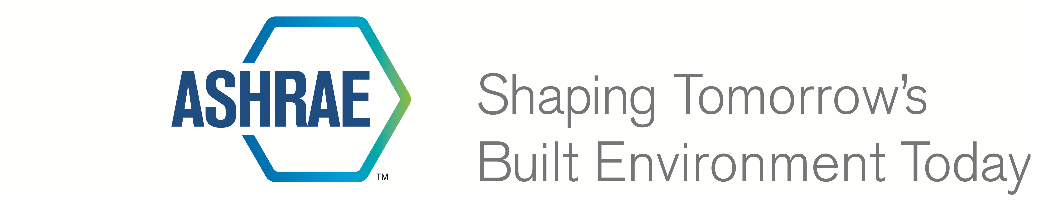 ASHRAE
TM
Shaping Tomorrow's
Built Environment Today